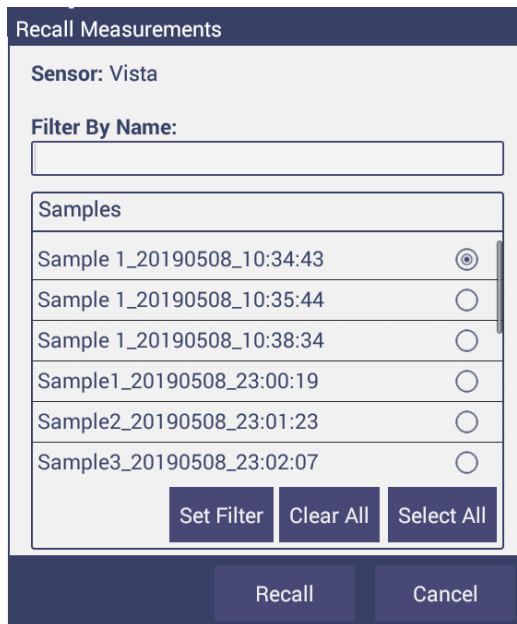 Recall Measurements
Sensor: Vista
Filter By Name:
Samples
Sample 1_20190508_10:34:43
Sample 1_20190508_10:35:44
Sample 1_20190508_10:38:34
Sample1_20190508_23:00:19
Sample2_20190508_23:01:23
Sample3_20190508_23:02:07
Set Filter Clear All Select All
Recall Cancel